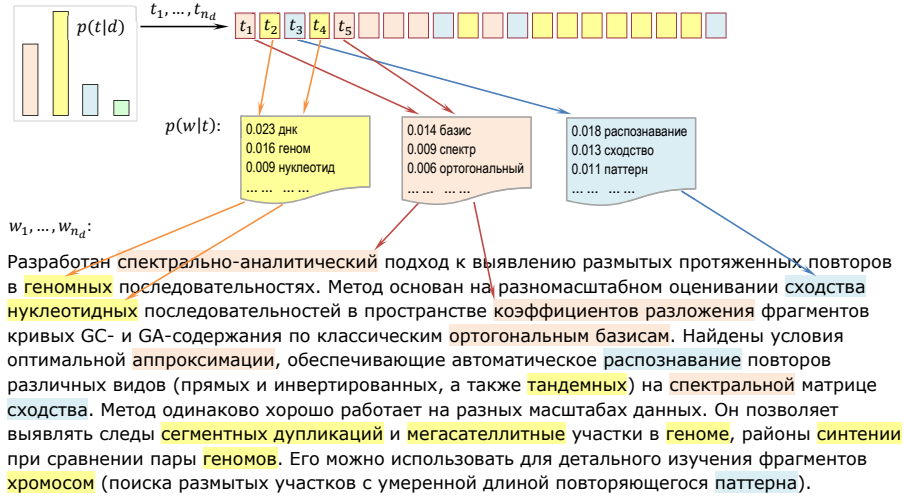 p(t|d)
t₁, …, t_{n_d}
t₁ t₂ t₃ t₄ t₅
p(w|t):
0.023 днк
0.016 геном
0.009 нуклеотид
… … … …
0.014 базис
0.009 спектр
0.006 ортогональный
… … … …
0.018 распознавание
0.013 сходство
0.011 паттерн
… … … …
w₁, …, w_{n_d}:
Разработан спектрально-аналитический подход к выявлению размытых протяженных повторов
в геномных последовательностях. Метод основан на разномасштабном оценивании сходства
нуклеотидных последовательностей в пространстве коэффициентов разложения фрагментов
кривых GC- и GA-содержания по классическим ортогональным базисам. Найдены условия
оптимальной аппроксимации, обеспечивающие автоматическое распознавание повторов
различных видов (прямых и инвертированных, а также тандемных) на спектральной матрице
сходства. Метод одинаково хорошо работает на разных масштабах данных. Он позволяет
выявлять следы сегментных дупликаций и мегасателлитные участки в геноме, районы синтении
при сравнении пары геномов. Его можно использовать для детального изучения фрагментов
хромосом (поиска размытых участков с умеренной длиной повторяющегося паттерна).